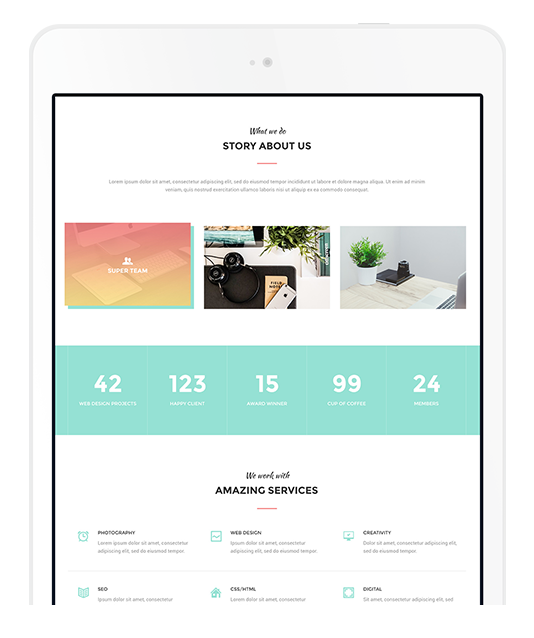 What we do
STORY ABOUT US
Lorem ipsum dolor sit amet, consectetur adipiscing elit, sed do eiusmod tempor incididunt ut labore et dolore magna aliqua. Ut enim ad minim
veniam, quis nostrud exercitation ullamco laboris nisi ut aliquip ex ea commodo consequat.
SUPER TEAM
FIELD
NOTES
42 123 15 99 24
WEB DESIGN PROJECTS HAPPY CLIENT AWARD WINNER CUP OF COFFEE MEMBERS
We work with
AMAZING SERVICES
PHOTOGRAPHY WEB DESIGN CREATIVITY
Lorem ipsum dolor sit amet, consectetur Lorem ipsum dolor sit amet, consectetur Dolor sit amet, consectetur adipiscing elit,
adipiscing elit, sed do eiusmod tempor. adipiscing elit, sed do eiusmod tempor. sed do eiusmod tempor.
SEO CSS/HTML DIGITAL
Ipsum dolor sit amet, consectetur Lorem ipsum dolor sit amet, consectetur Sit amet, consectetur adipiscing elit, sed